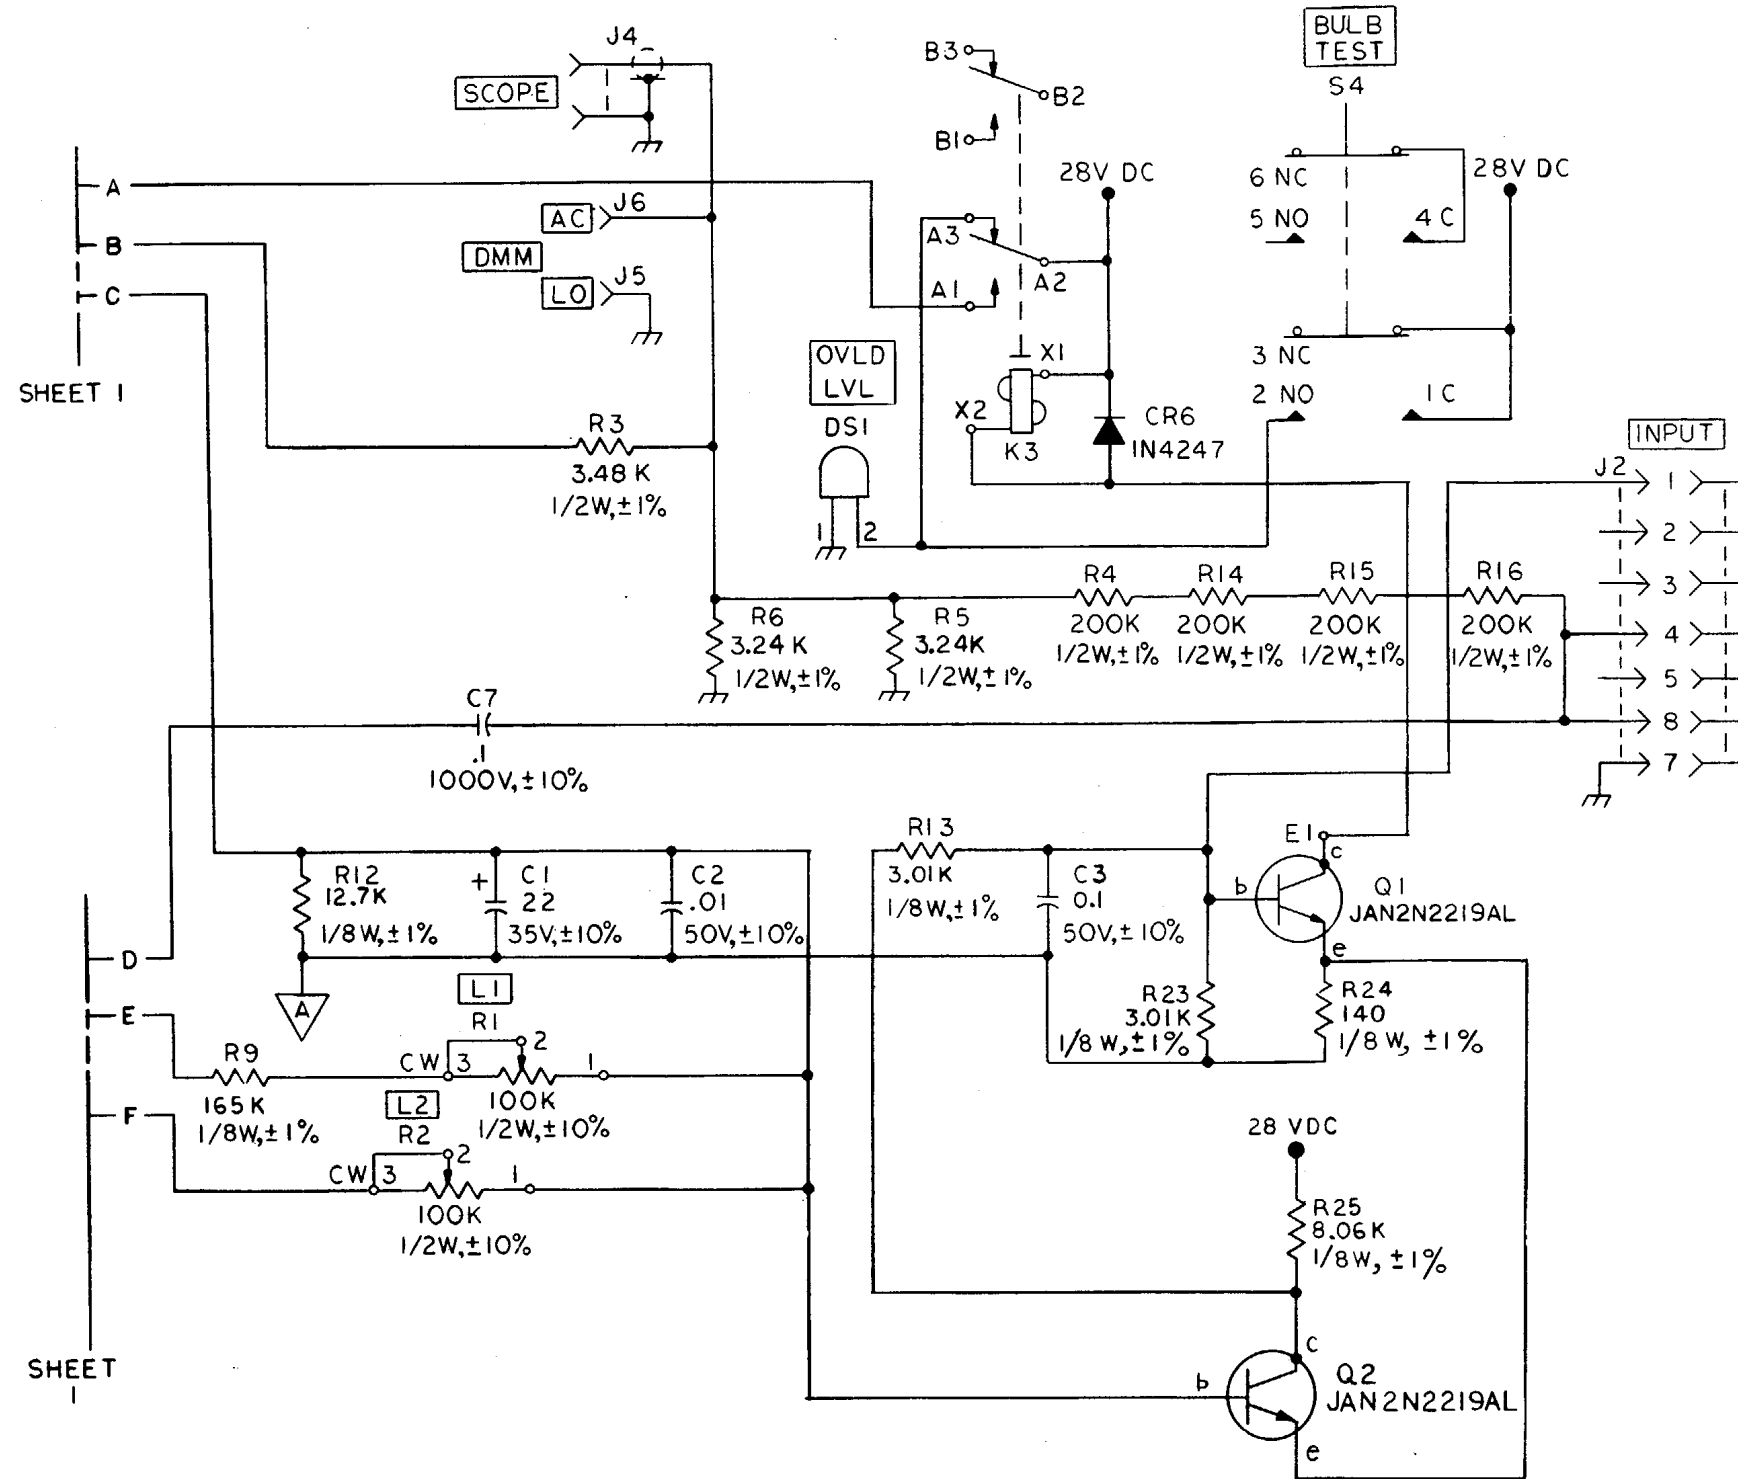 J4
SCOPE
A
B
C
SHEET 1
AC J6
DMM
LO J5
B3
B2
B1
28V DC
A3
A2
A1
BULB
TEST
S4
6 NC
5 NO
4 C
28V DC
3 NC
2 NO
1 C
OVLD
LVL
DS1
1 2
X1
X2
K3
CR6
1N4247
R3
3.48 K
1/2W,±1%
INPUT
J2
1
2
3
4
5
8
7
R6
3.24 K
1/2W,±1%
R5
3.24K
1/2W,±1%
R4
200K
1/2W,±1%
R14
200K
1/2W,±1%
R15
200K
1/2W,±1%
R16
200K
1/2W,±1%
C7
.1
1000V,±10%
R12
12.7K
1/8W,±1%
+ C1
22
35V,±10%
C2
.01
50V,±10%
R13
3.01K
1/8W,±1%
C3
0.1
50V,±10%
E1
c
b
e
Q1
JAN2N2219AL
A
D
E
F
L1
R1
CW 3 2 1
100K
1/2W,±10%
R9
165K
1/8W,±1%
L2
R2
CW 3 2 1
100K
1/2W,±10%
R23
3.01K
1/8 W,±1%
R24
140
1/8 W, ±1%
28 VDC
R25
8.06K
1/8W, ±1%
c
b
e
Q2
JAN2N2219AL
SHEET
1